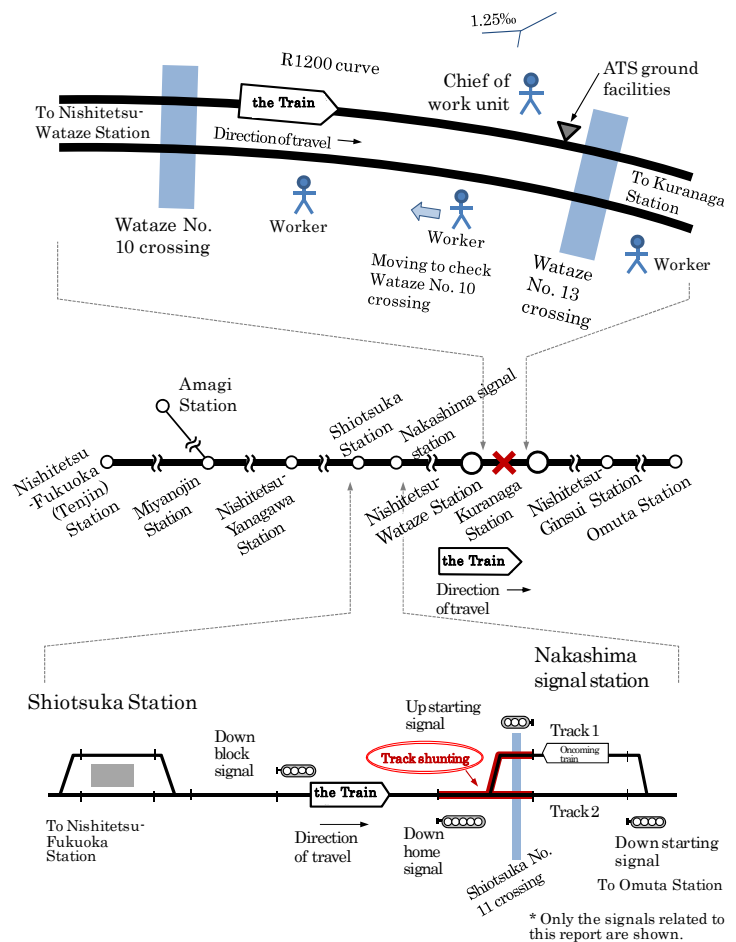 1.25‰
R1200 curve
Chief of
work unit
ATS ground
facilities
the Train
To Nishitetsu-
Wataze Station
Direction of travel
To Kuranaga
Station
Wataze No.
10 crossing
Worker
Worker
Moving to check
Wataze No. 10
crossing
Wataze
No. 13
crossing
Worker
Amagi
Station
Shiotsuka
Station
Nakashima signal
station
Nishitetsu
-Fukuoka
(Tenjin)
Station
Miyanojin
Station
Nishitetsu-
Yanagawa
Station
Nishitetsu-
Wataze Station
Kuranaga
Station
Nishitetsu-
Ginsui Station
Omuta Station
the Train
Direction
of travel
Nakashima
signal station
Shiotsuka Station
Up starting
signal
Down
block
signal
Track shunting
Track 1
Oncoming
train
the Train
Track 2
To Nishitetsu-
Fukuoka
Station
Direction
of travel
Down
home
signal
Shiotsuka No.
11 crossing
Down starting
signal
To Omuta Station
* Only the signals related to
this report are shown.